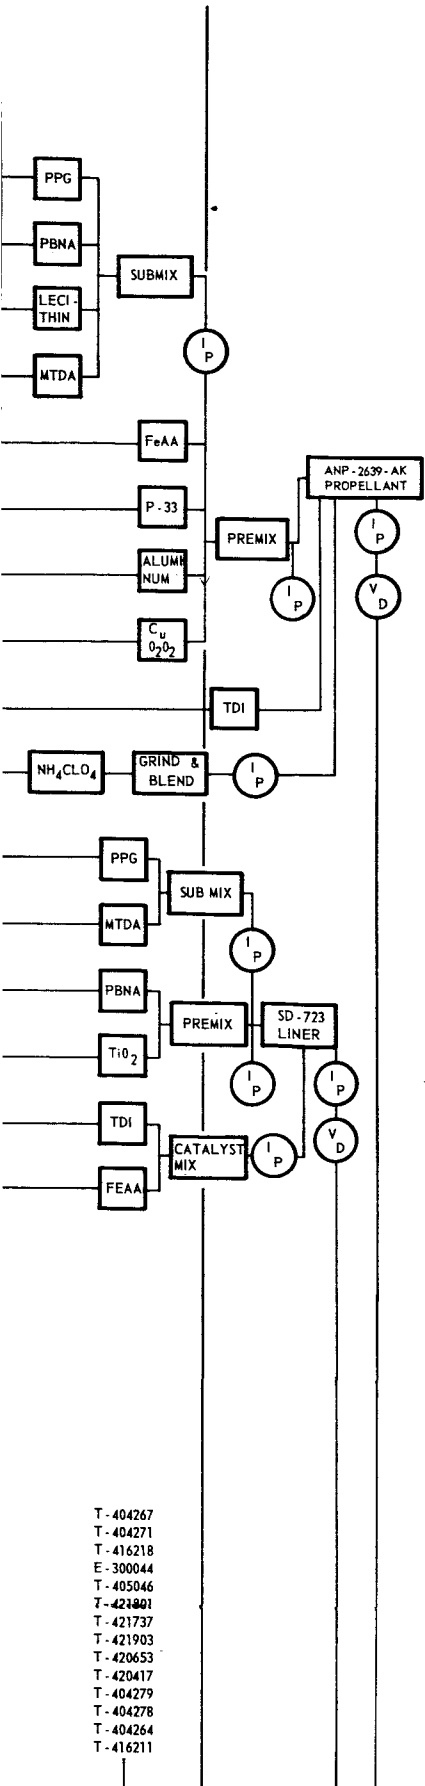 PPG
PBNA
SUBMIX
LECI-
THIN
I
P
MTDA
FeAA
ANP-2639-AK
PROPELLANT
P-33
PREMIX
I
P
ALUMI
NUM
I
P
V
D
Cu
O2O2
TDI
NH4CLO4
GRIND &
BLEND
I
P
PPG
SUB MIX
MTDA
I
P
PBNA
PREMIX
SD-723
LINER
TiO2
I
P
I
P
TDI
V
D
CATALYST
MIX
I
P
FEAA
T-404267
T-404271
T-416218
E-300044
T-405046
T-421801
T-421737
T-421903
T-420653
T-420417
T-404279
T-404278
T-404264
T-416211